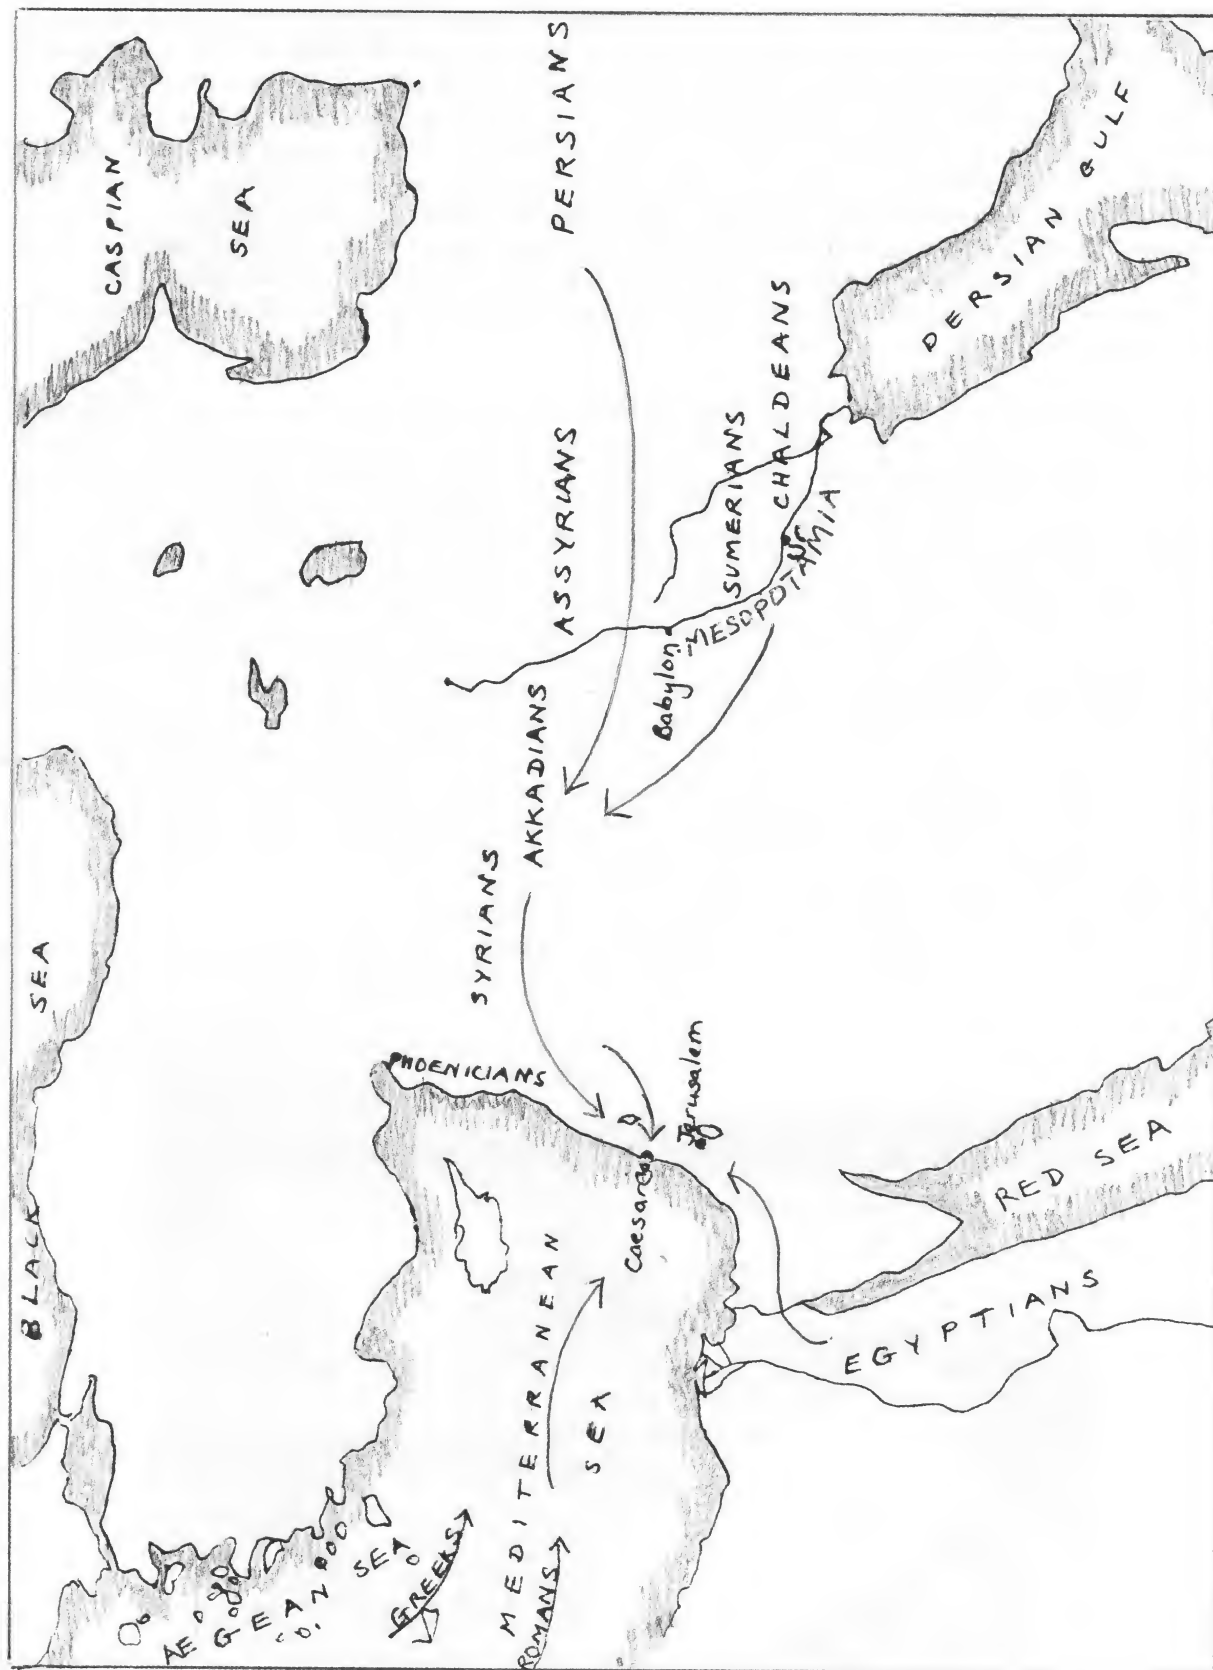 BLACK SEA
CASPIAN
SEA
AEGEAN SEA
GREEKS
ROMANS
MEDITERRANEAN
SEA
PHOENICIANS
SYRIANS
AKKADIANS
ASSYRIANS
PERSIANS
Babylon
MESOPOTAMIA
SUMERIANS
Ur
CHALDEANS
PERSIAN GULF
Caesarea
Jerusalem
EGYPTIANS
RED SEA